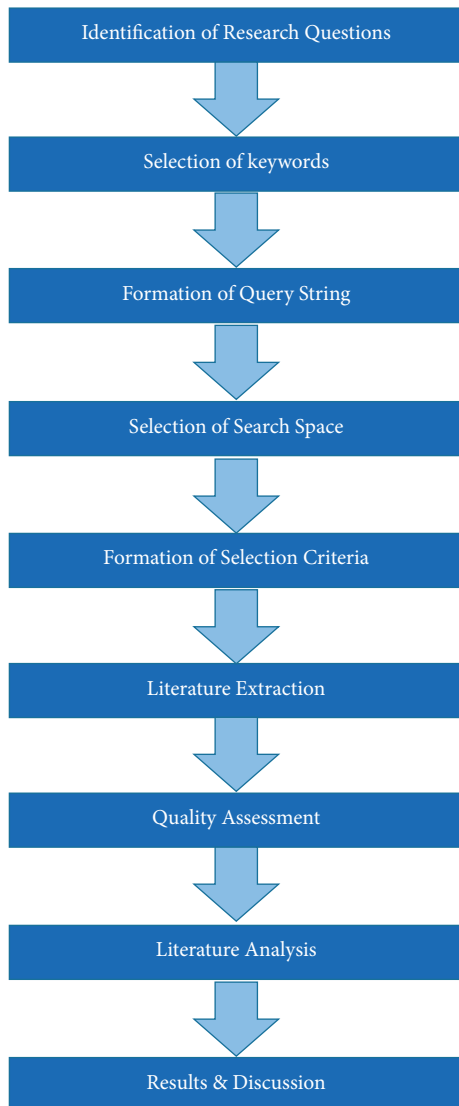 Identification of Research Questions
Selection of keywords
Formation of Query String
Selection of Search Space
Formation of Selection Criteria
Literature Extraction
Quality Assessment
Literature Analysis
Results & Discussion